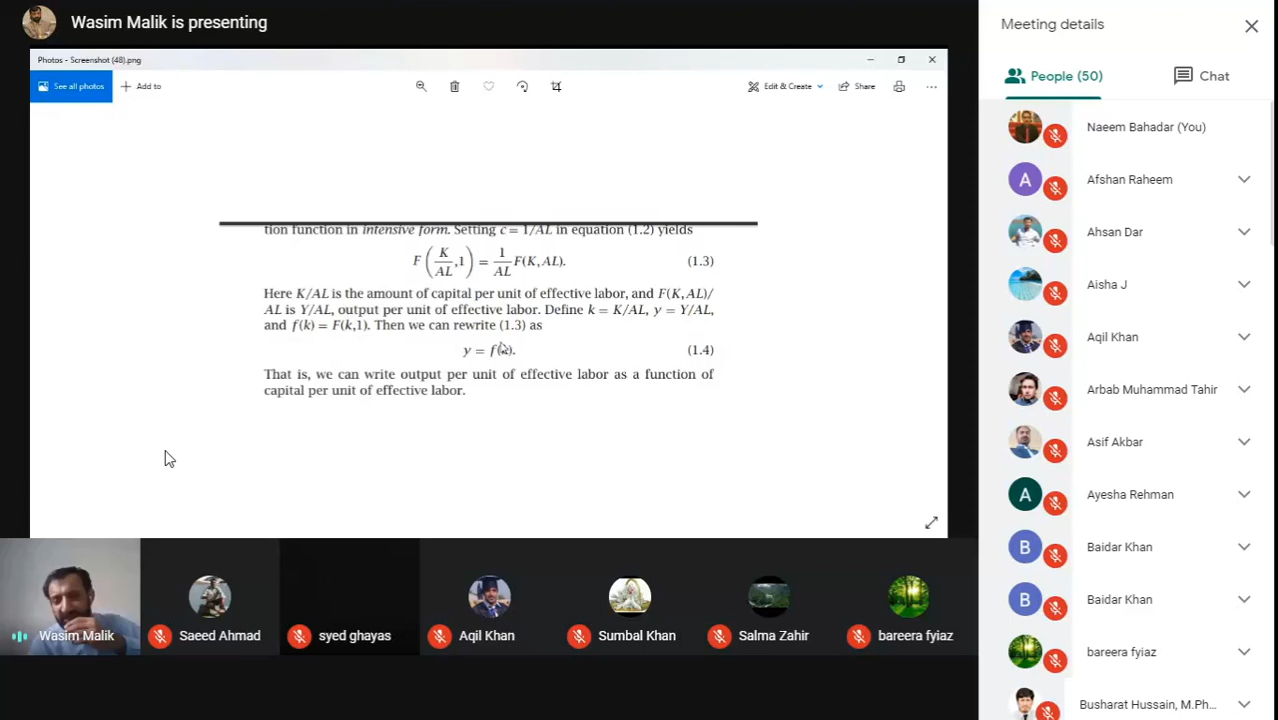 Wasim Malik is presenting
Photos - Screenshot (48).png
See all photos
Add to
Edit & Create
Share
tion function in intensive form. Setting c = 1/AL in equation (1.2) yields
F(K/AL,1) = 1/AL F(K, AL). (1.3)
Here K/AL is the amount of capital per unit of effective labor, and F(K, AL)/
AL is Y/AL, output per unit of effective labor. Define k = K/AL, y = Y/AL,
and f(k) = F(k,1). Then we can rewrite (1.3) as
y = f(k). (1.4)
That is, we can write output per unit of effective labor as a function of
capital per unit of effective labor.
Wasim Malik
Saeed Ahmad
syed ghayas
Aqil Khan
Sumbal Khan
Salma Zahir
bareera fyiaz
Meeting details
People (50)
Chat
Naeem Bahadar (You)
A
Afshan Raheem
Ahsan Dar
Aisha J
Aqil Khan
Arbab Muhammad Tahir
Asif Akbar
A
Ayesha Rehman
B
Baidar Khan
B
Baidar Khan
bareera fyiaz
Busharat Hussain, M.Ph...